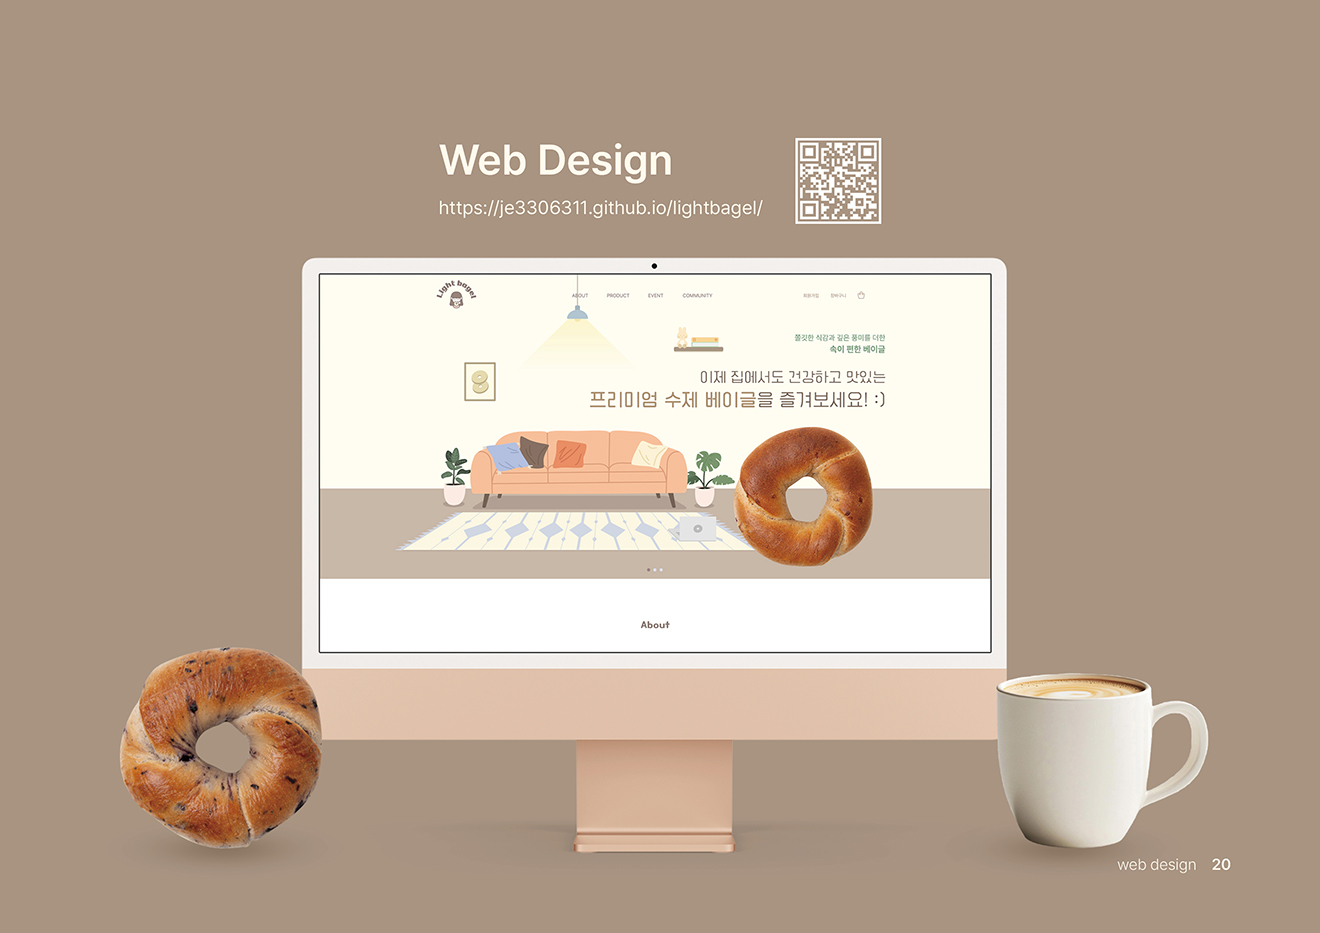 Web Design
https://je3306311.github.io/lightbagel/
Light bagel
ABOUT PRODUCT EVENT COMMUNITY 회원가입 장바구니
쫄깃한 식감과 깊은 풍미를 더한
속이 편한 베이글
이제 집에서도 건강하고 맛있는
프리미엄 수제 베이글을 즐겨보세요! :)
About
web design 20